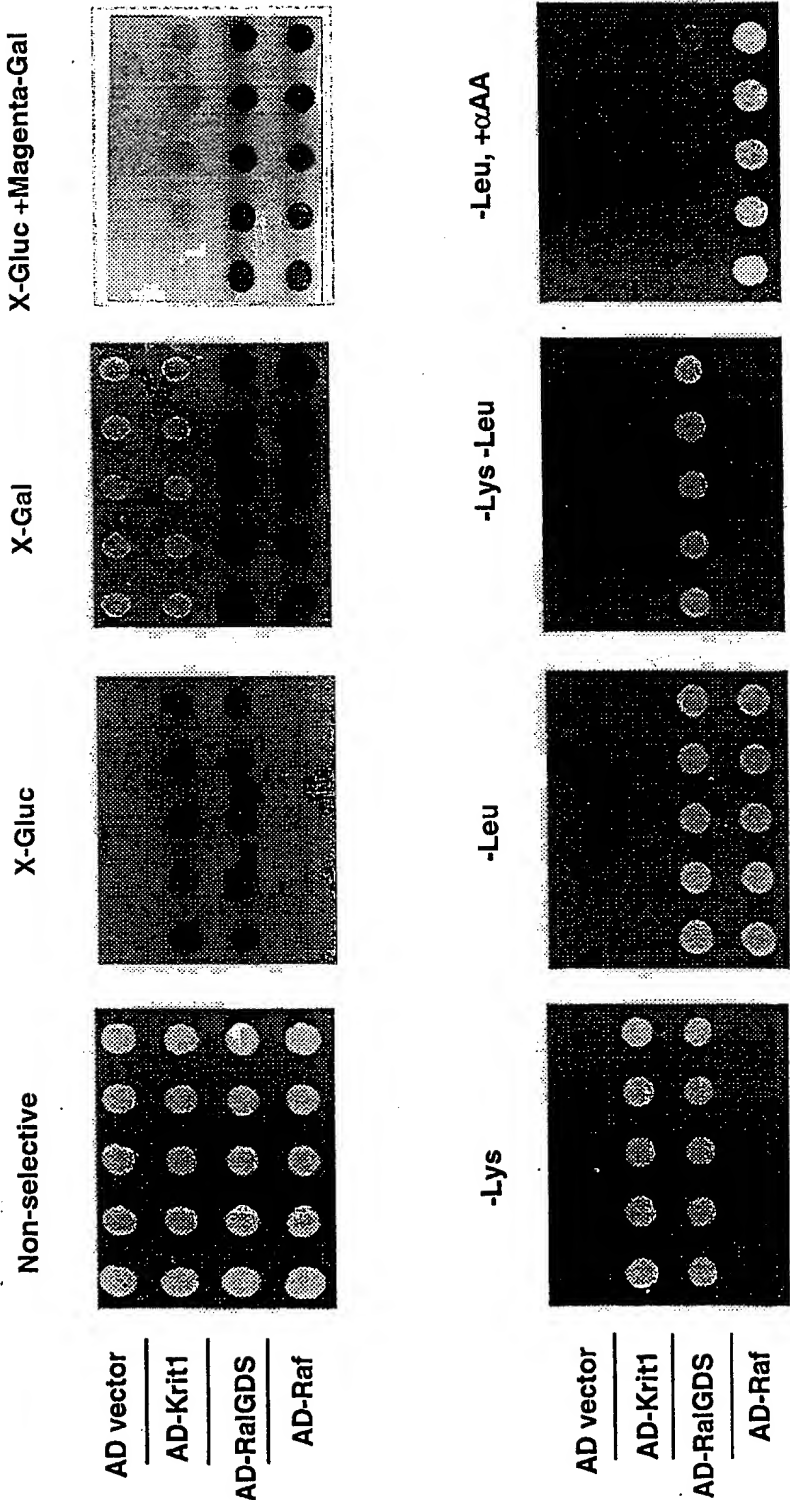 Non-selective
X-Gluc
X-Gal
X-Gluc +Magenta-Gal
AD vector
AD-Krit1
AD-RalGDS
AD-Raf
-Lys
-Leu
-Lys -Leu
-Leu, +αAA
AD vector
AD-Krit1
AD-RalGDS
AD-Raf